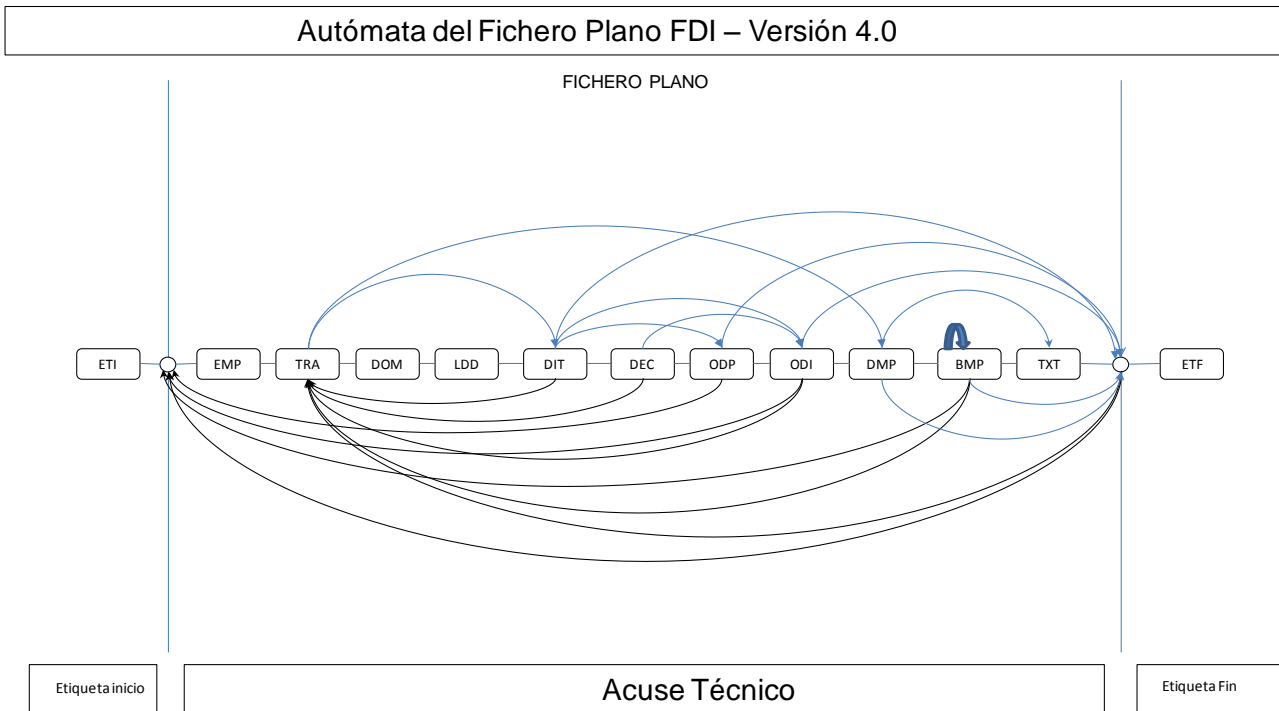 Autómata del Fichero Plano FDI – Versión 4.0
FICHERO PLANO
ETI
EMP
TRA
DOM
LDD
DIT
DEC
ODP
ODI
DMP
BMP
TXT
ETF
Etiqueta inicio
Acuse Técnico
Etiqueta Fin